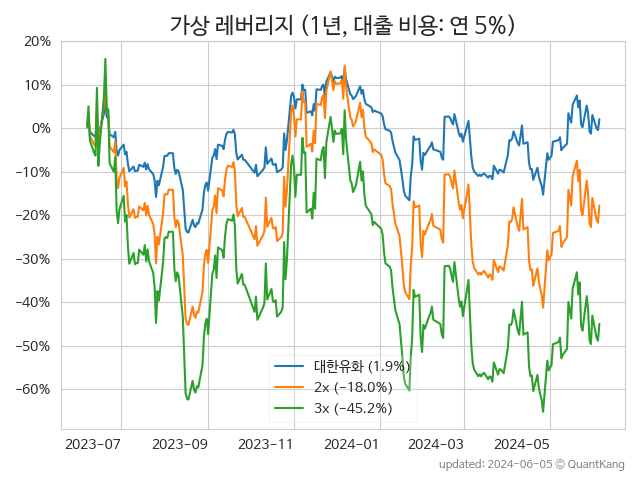 가상 레버리지 (1년, 대출 비용: 연 5%)
20%
10%
0%
−10%
−20%
−30%
−40%
−50%
−60%
대한유화 (1.9%)
2x (−18.0%)
3x (−45.2%)
2023-07 2023-09 2023-11 2024-01 2024-03 2024-05
updated: 2024-06-05 ⓒ QuantKang